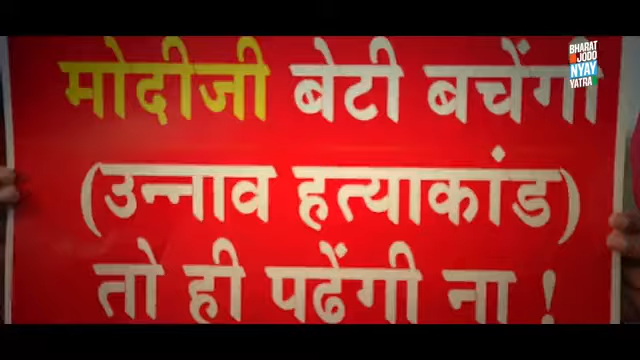 मोदीजी बेटी बचेंगी
(उन्नाव हत्याकांड)
तो ही पढेंगी ना !
BHARAT
JODO
NYAY
YATRA